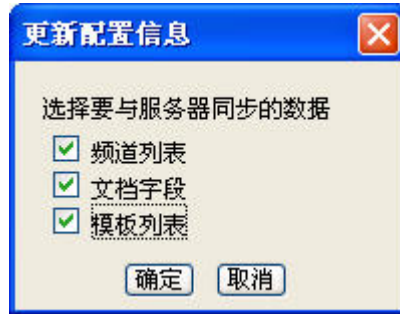 更新配置信息
选择要与服务器同步的数据
频道列表
文档字段
模板列表
确定 取消